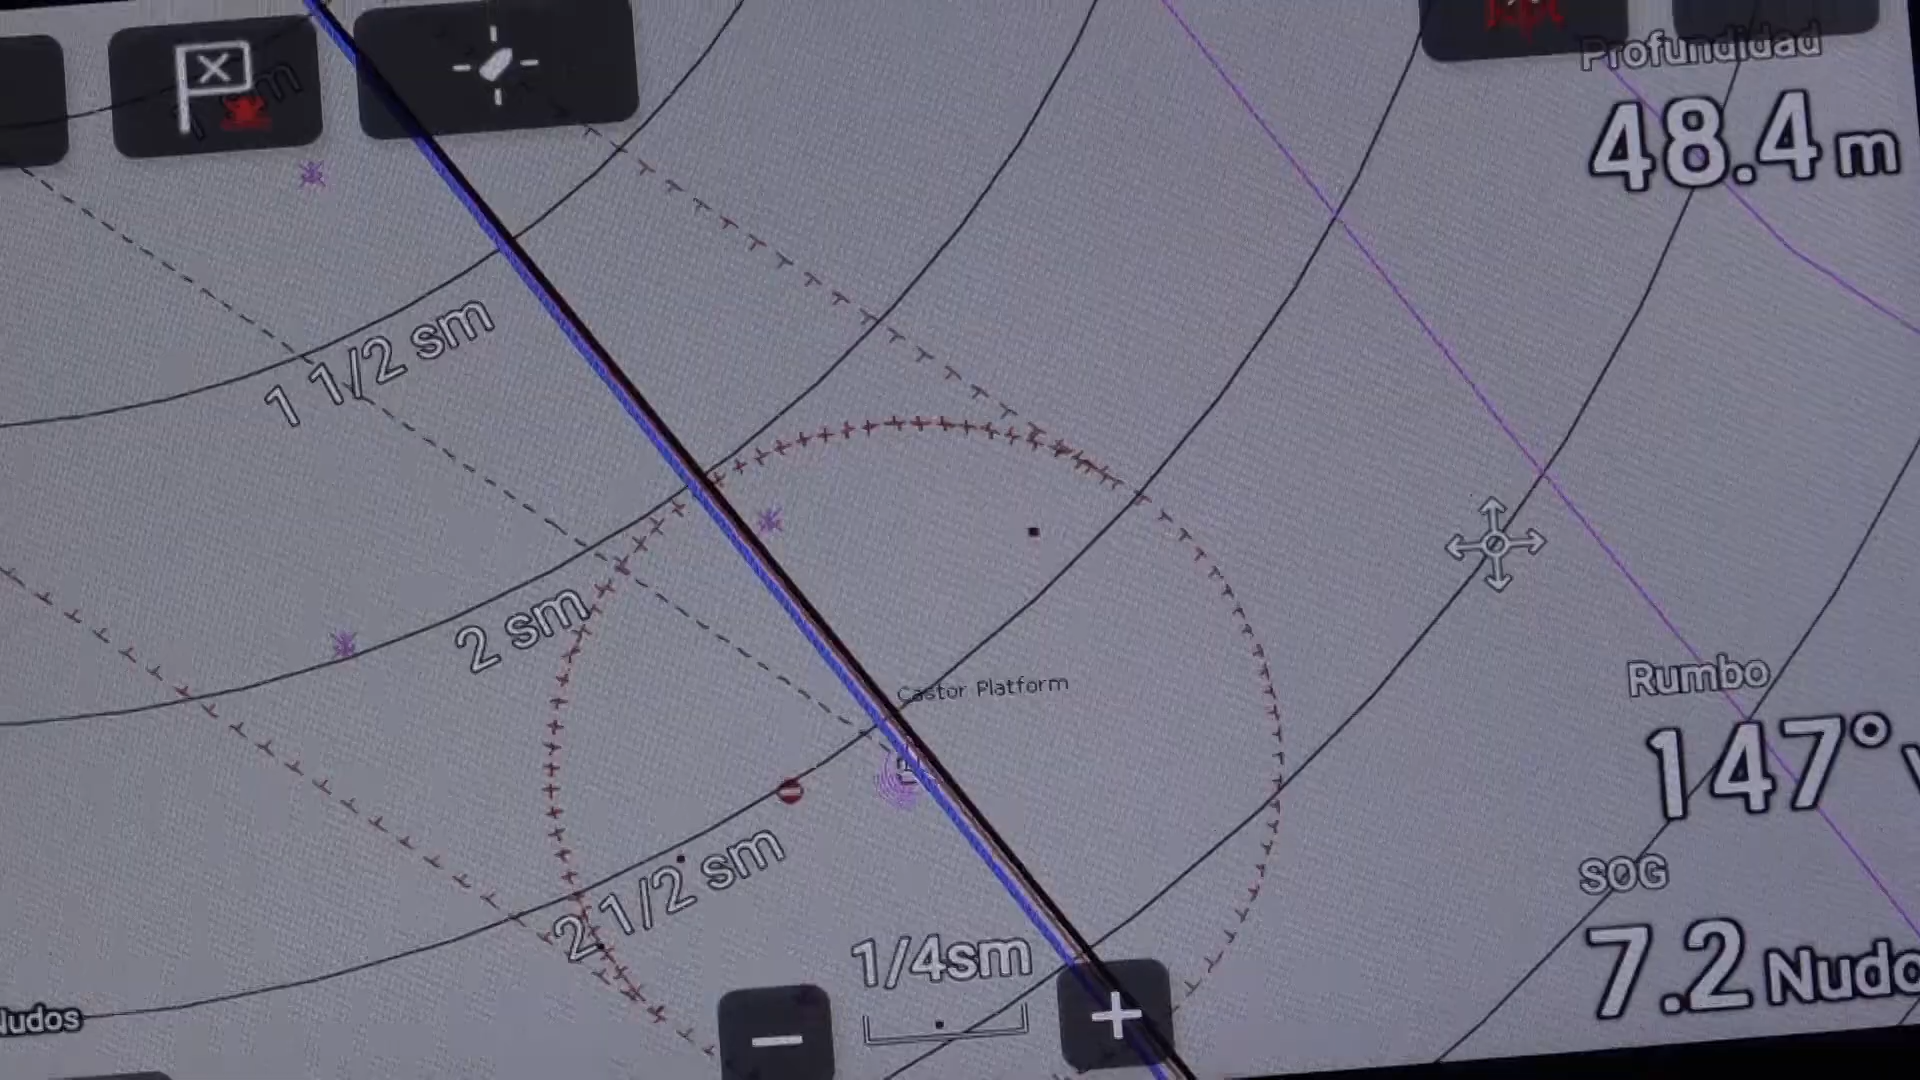 Profundidad
48.4 m
1 1/2 sm
2 sm
Castor Platform
Rumbo
147°
2 1/2 sm
SOG
7.2 Nudo
1/4sm
Nudos